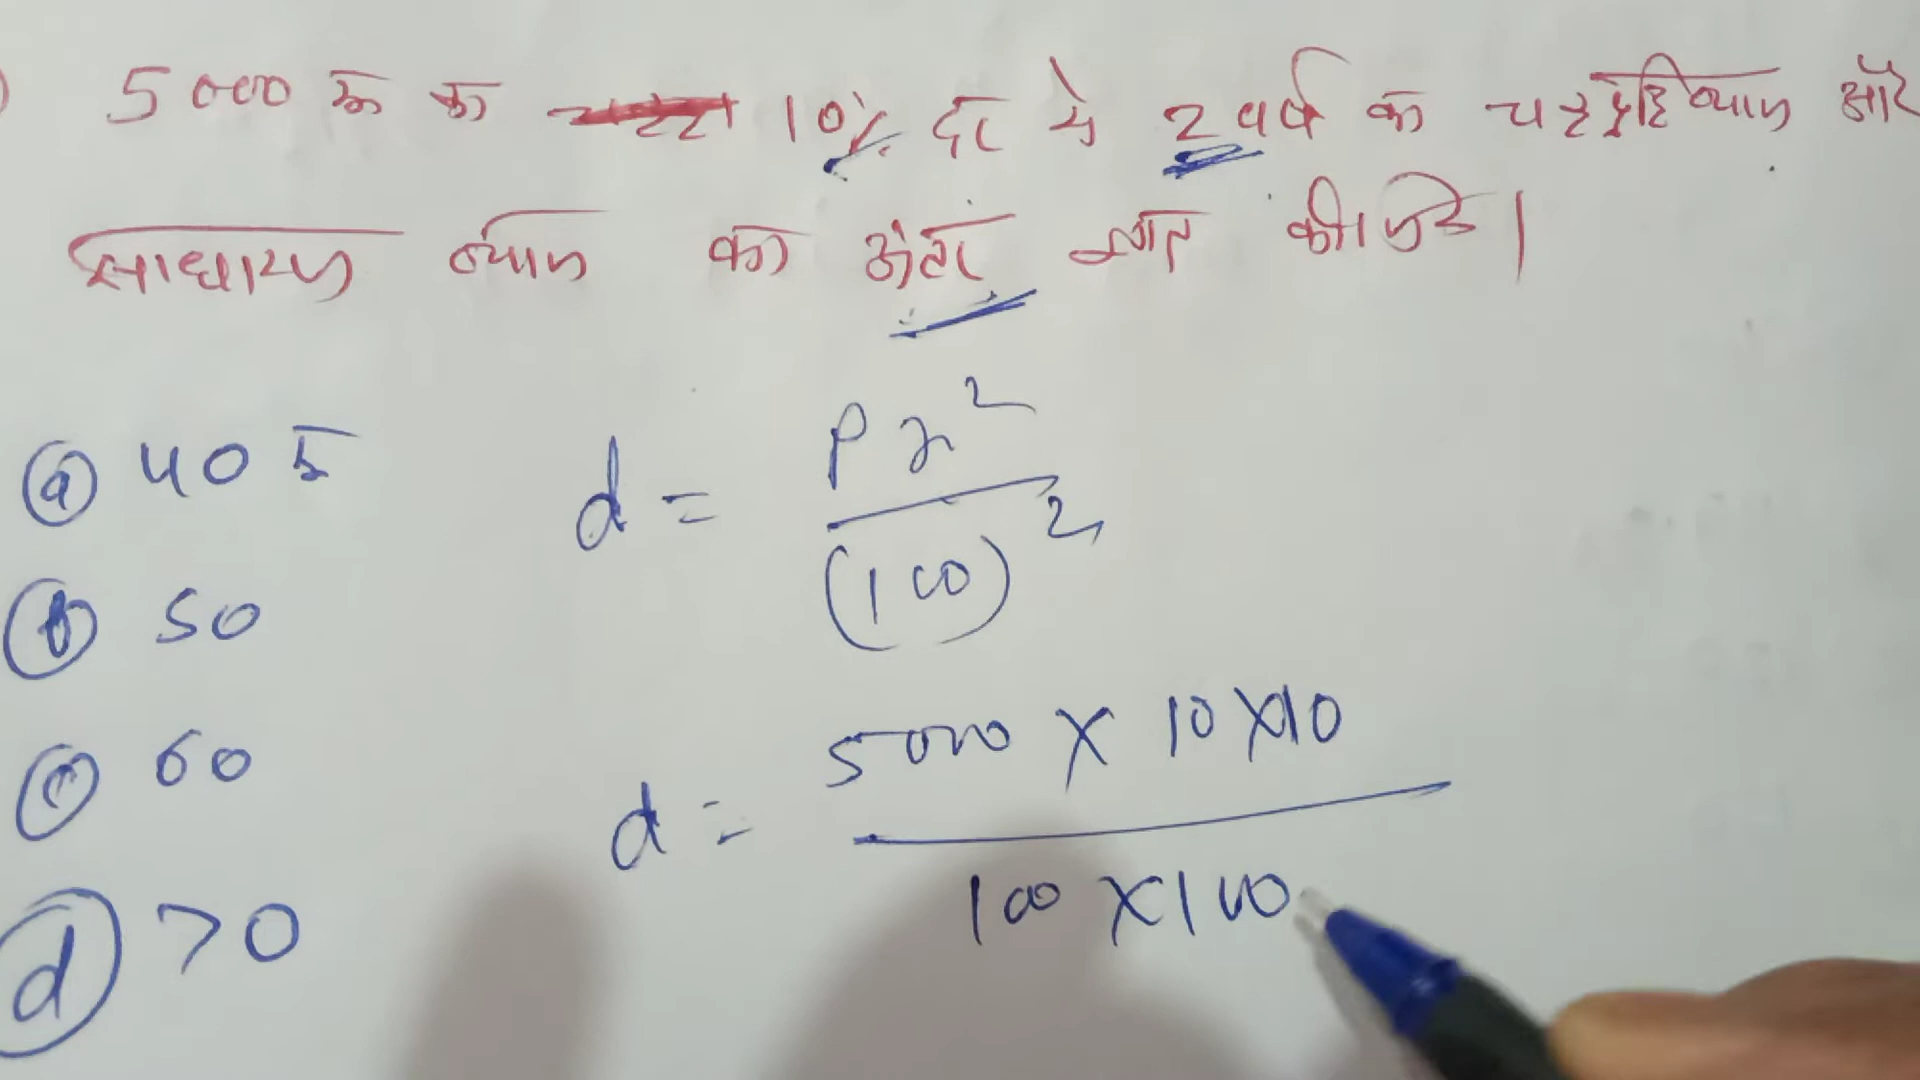 ) 5000 रू का 10% दर से 2 वर्ष का चक्रवृद्धि ब्याज और
साधारण ब्याज का अंतर ज्ञात कीजिए।
(a) 40 रू
(b) 50
(c) 60
(d) 70
d = Pr²
(100)²
d = 5000 × 10 × 10
100 × 100